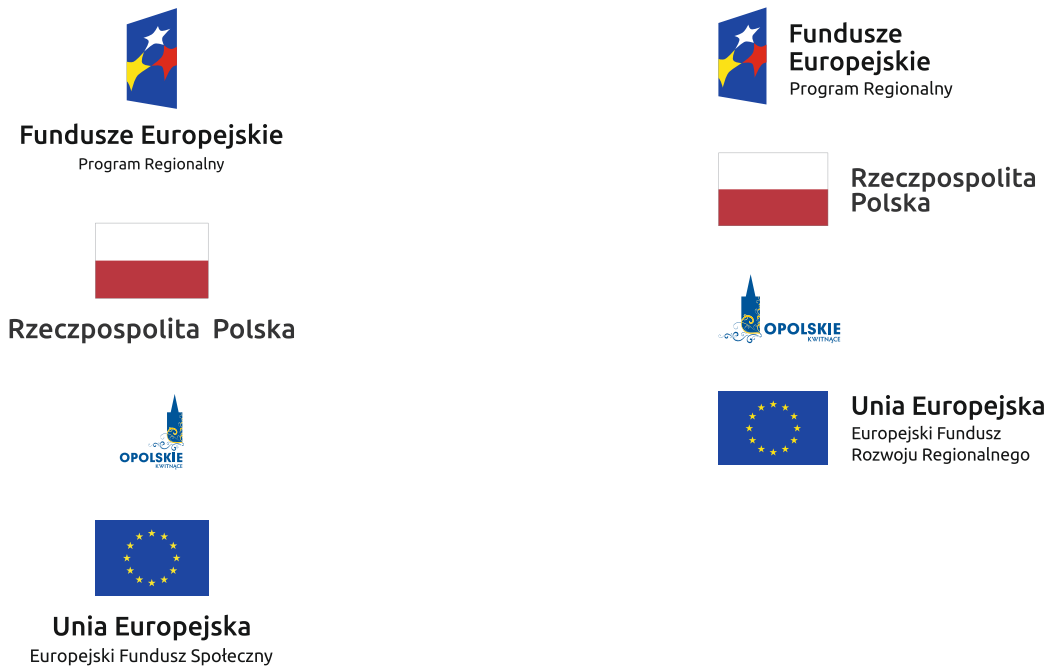 Fundusze Europejskie
Program Regionalny
Rzeczpospolita Polska
OPOLSKIE
KWITNĄCE
Unia Europejska
Europejski Fundusz Społeczny
Fundusze
Europejskie
Program Regionalny
Rzeczpospolita
Polska
OPOLSKIE
KWITNĄCE
Unia Europejska
Europejski Fundusz
Rozwoju Regionalnego